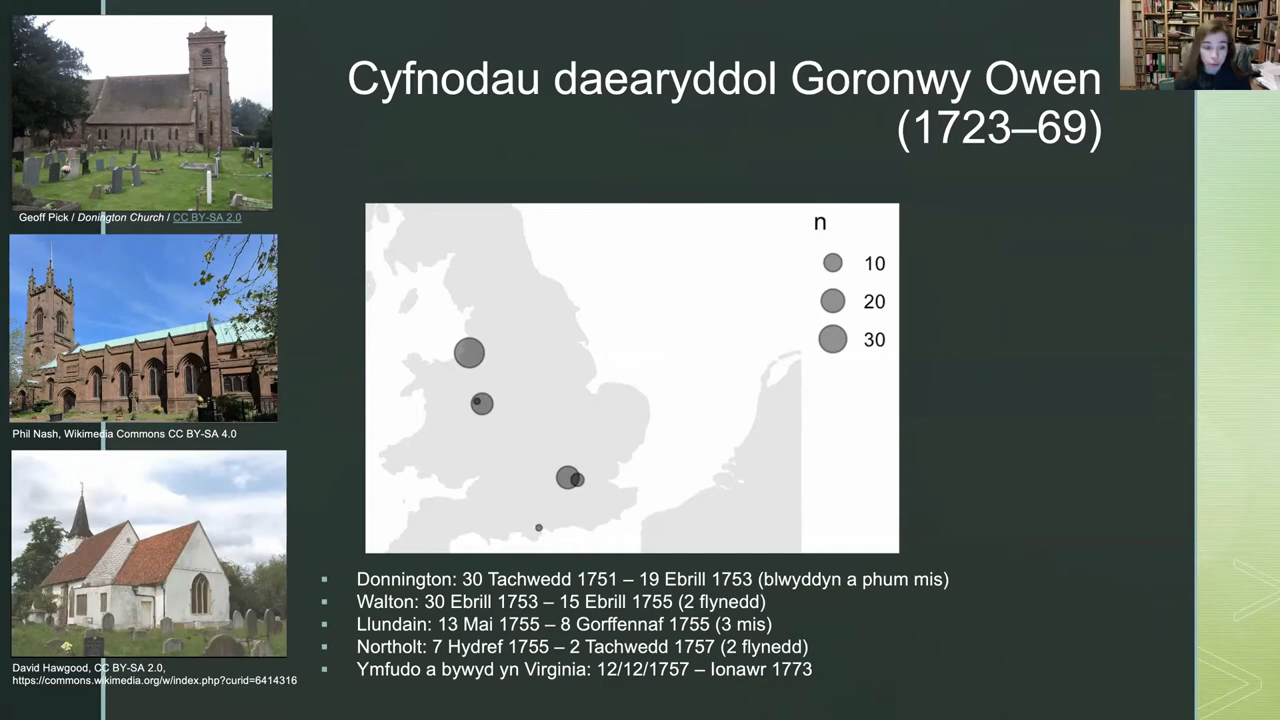 Cyfnodau daearyddol Goronwy Owen
(1723–69)
Geoff Pick / Donington Church / CC BY-SA 2.0
Phil Nash, Wikimedia Commons CC BY-SA 4.0
David Hawgood, CC BY-SA 2.0,
https://commons.wikimedia.org/w/index.php?curid=6414316
n
10
20
30
Donnington: 30 Tachwedd 1751 – 19 Ebrill 1753 (blwyddyn a phum mis)
Walton: 30 Ebrill 1753 – 15 Ebrill 1755 (2 flynedd)
Llundain: 13 Mai 1755 – 8 Gorffennaf 1755 (3 mis)
Northolt: 7 Hydref 1755 – 2 Tachwedd 1757 (2 flynedd)
Ymfudo a bywyd yn Virginia: 12/12/1757 – Ionawr 1773